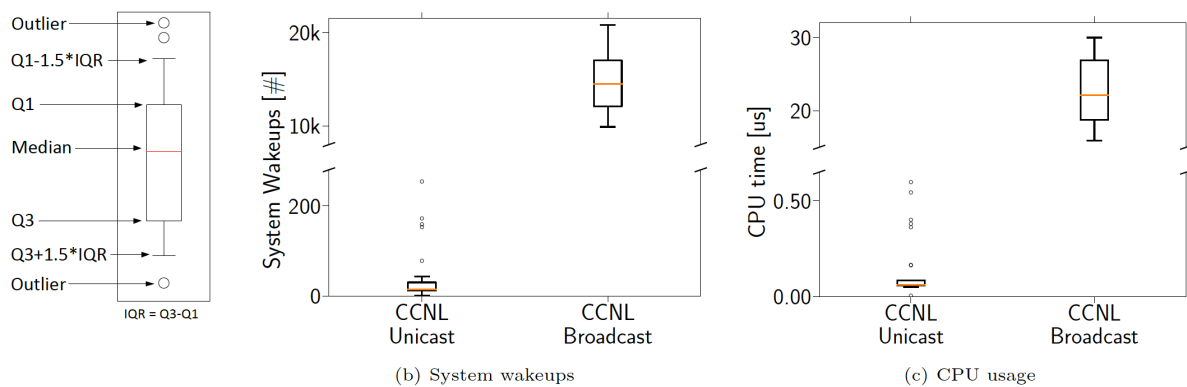 Outlier
Q1-1.5*IQR
Q1
Median
Q3
Q3+1.5*IQR
Outlier
IQR = Q3-Q1
System Wakeups [#]
20k
10k
200
0
CCNL Unicast
CCNL Broadcast
(b) System wakeups
CPU time [us]
30
20
0.50
0.00
CCNL Unicast
CCNL Broadcast
(c) CPU usage